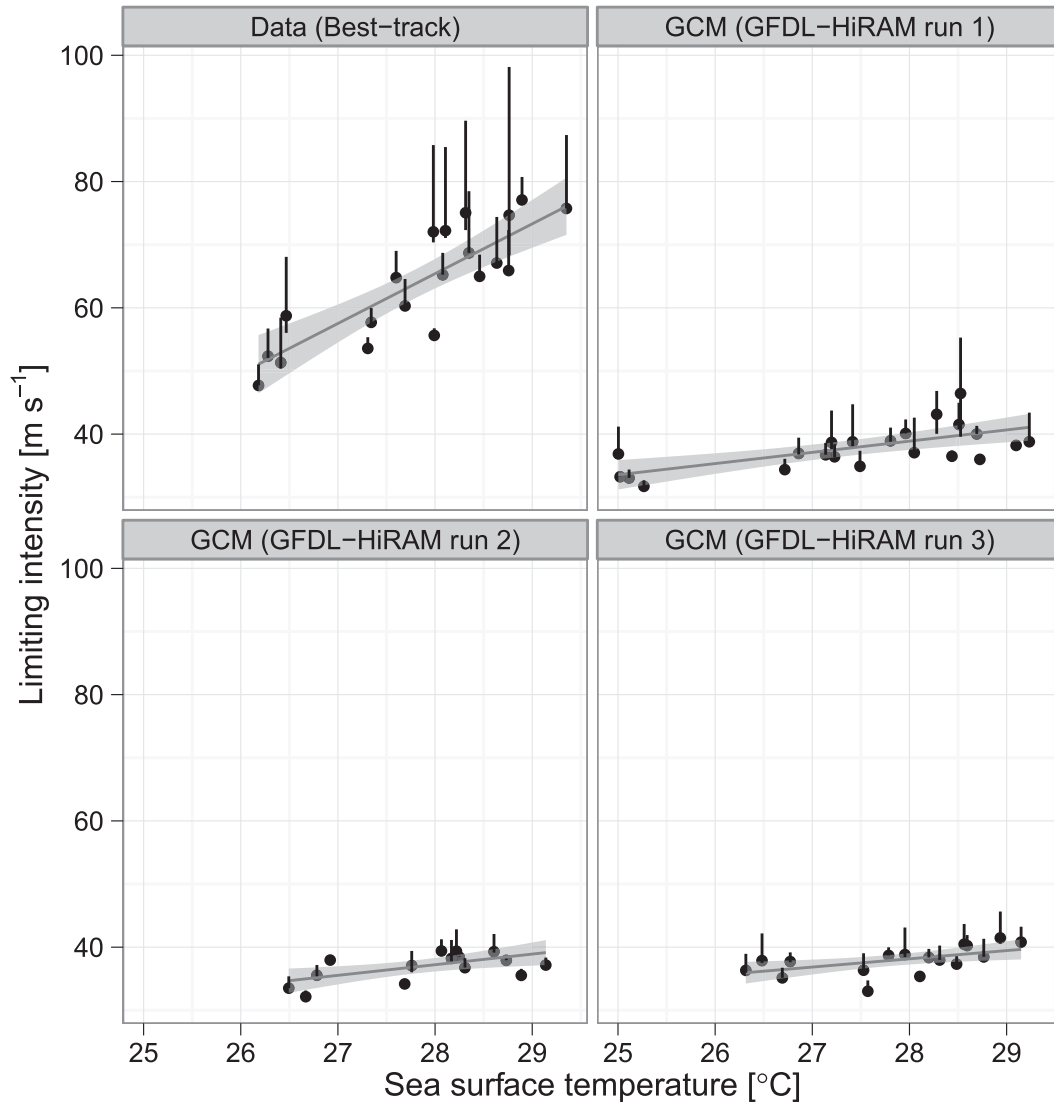 Data (Best−track)
GCM (GFDL−HiRAM run 1)
100
80
60
40
GCM (GFDL−HiRAM run 2)
GCM (GFDL−HiRAM run 3)
100
80
60
40
Limiting intensity [m s⁻¹]
25 26 27 28 29
25 26 27 28 29
Sea surface temperature [°C]